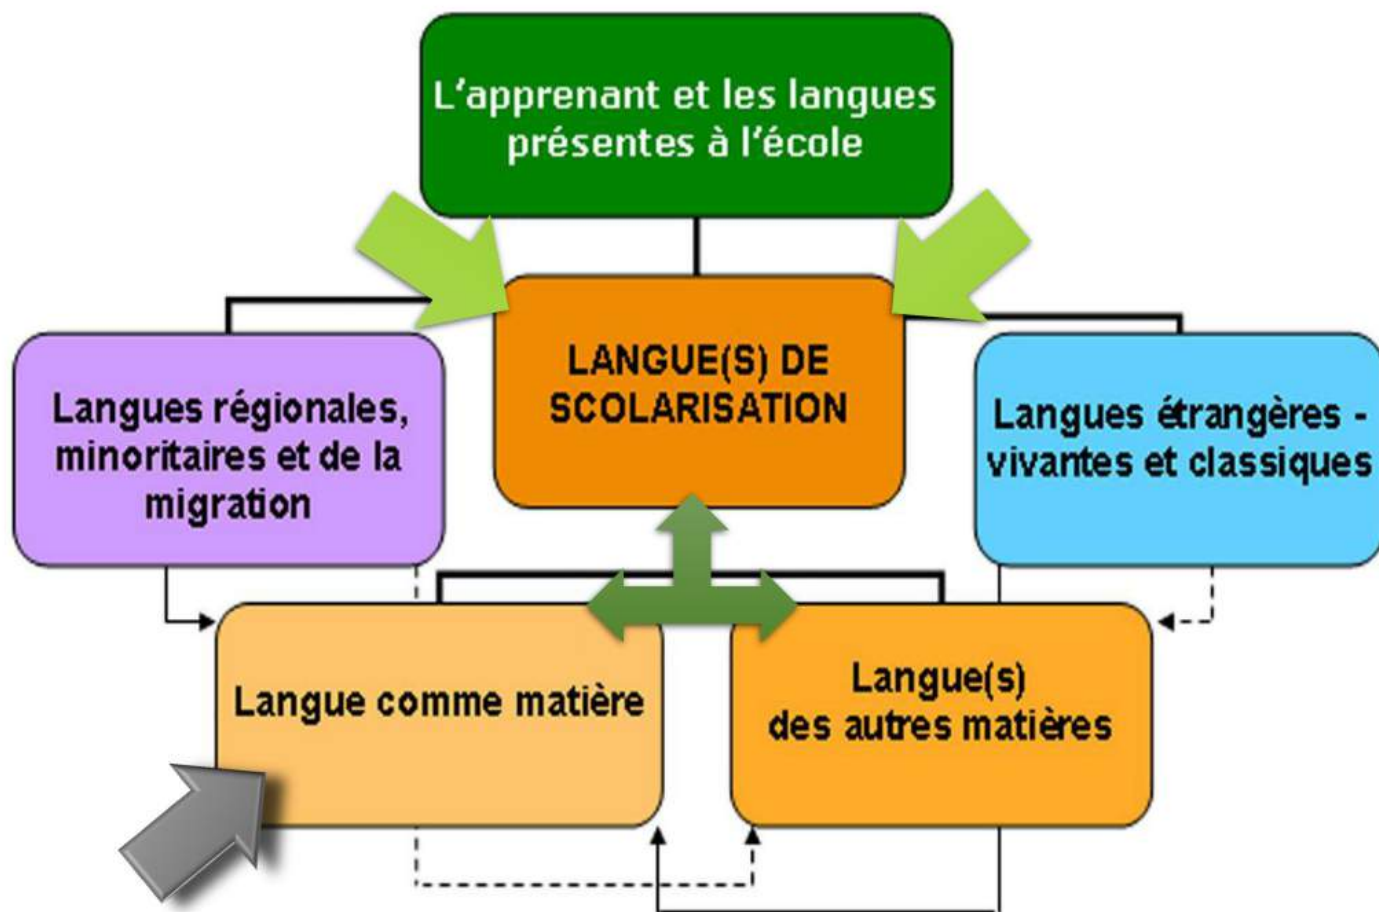 L'apprenant et les langues
présentes à l'école
LANGUE(S) DE
SCOLARISATION
Langues régionales,
minoritaires et de la
migration
Langues étrangères -
vivantes et classiques
Langue comme matière
Langue(s)
des autres matières